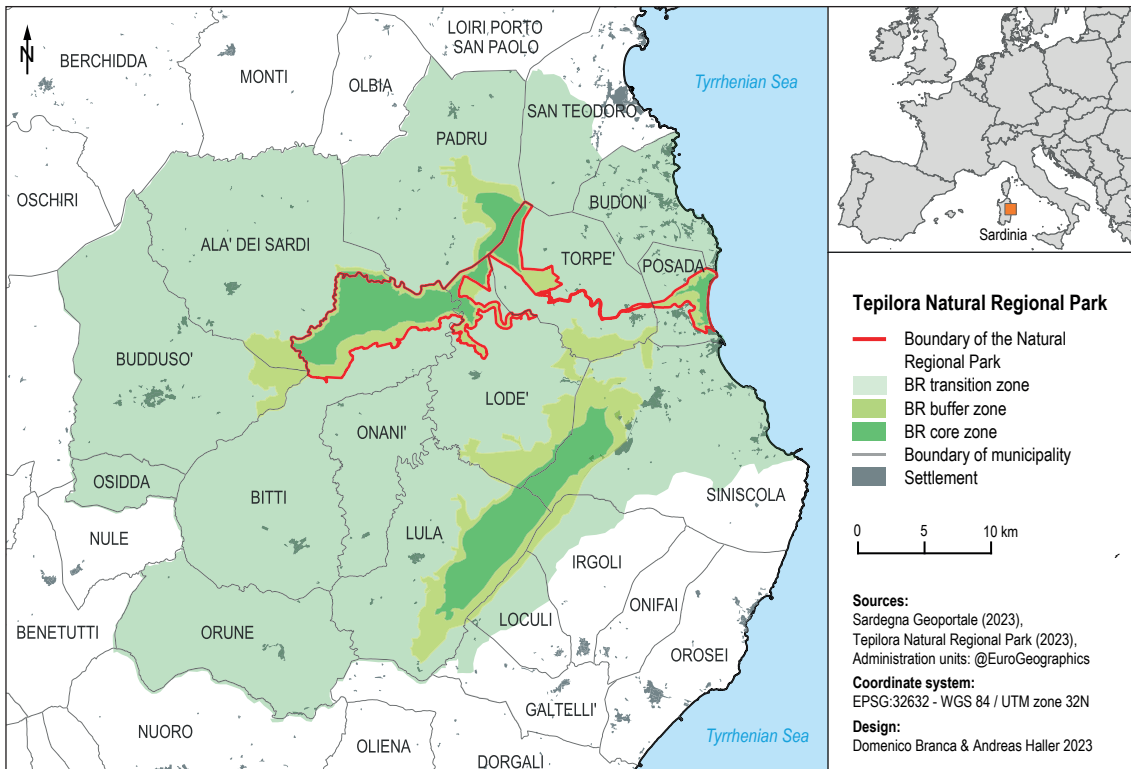 N
BERCHIDDA
MONTI
OLBIA
LOIRI PORTO
SAN PAOLO
Tyrrhenian Sea
OSCHIRI
PADRU
SAN TEODORO
BUDONI
ALA' DEI SARDI
TORPE'
POSADA
BUDDUSO'
LODE'
ONANI'
OSIDDA
BITTI
SINISCOLA
NULE
LULA
IRGOLI
BENETUTTI
ORUNE
LOCULI
ONIFAI
OROSEI
GALTELLI'
NUORO
OLIENA
DORGALÌ
Tyrrhenian Sea
Sardinia
Tepilora Natural Regional Park
Boundary of the Natural
Regional Park
BR transition zone
BR buffer zone
BR core zone
Boundary of municipality
Settlement
0 5 10 km
Sources:
Sardegna Geoportale (2023),
Tepilora Natural Regional Park (2023),
Administration units: @EuroGeographics
Coordinate system:
EPSG:32632 - WGS 84 / UTM zone 32N
Design:
Domenico Branca & Andreas Haller 2023